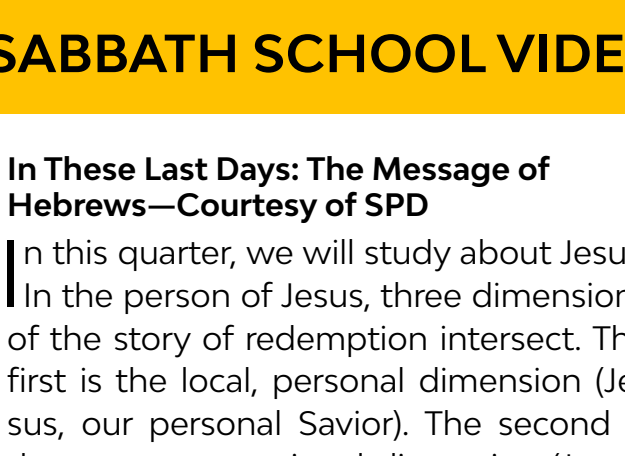 SABBATH SCHOOL VIDE
In These Last Days: The Message of
Hebrews—Courtesy of SPD
In this quarter, we will study about Jesu
In the person of Jesus, three dimension
of the story of redemption intersect. Th
first is the local, personal dimension (Je
sus, our personal Savior). The second